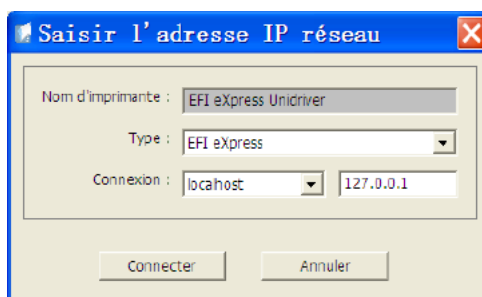 Saisir l'adresse IP réseau
Nom d'imprimante : EFI eXpress Unidriver
Type : EFI eXpress
Connexion : localhost 127.0.0.1
Connecter Annuler